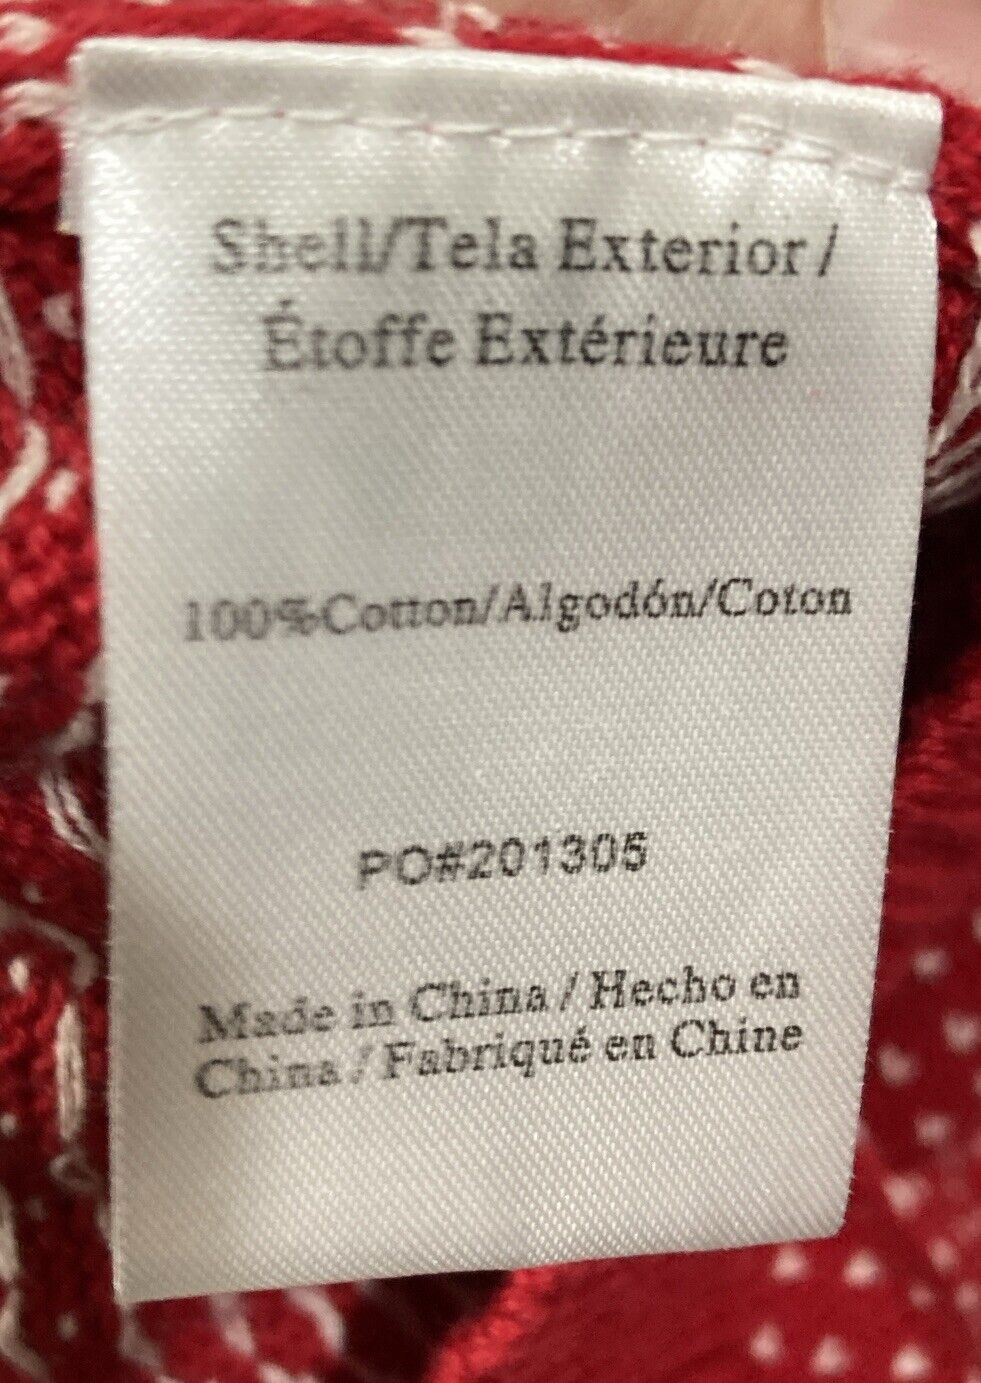 Shell/Tela Exterior /
Étoffe Extérieure
100%Cotton/Algodón/Coton
PO#201305
Made in China / Hecho en
China / Fabriqué en Chine